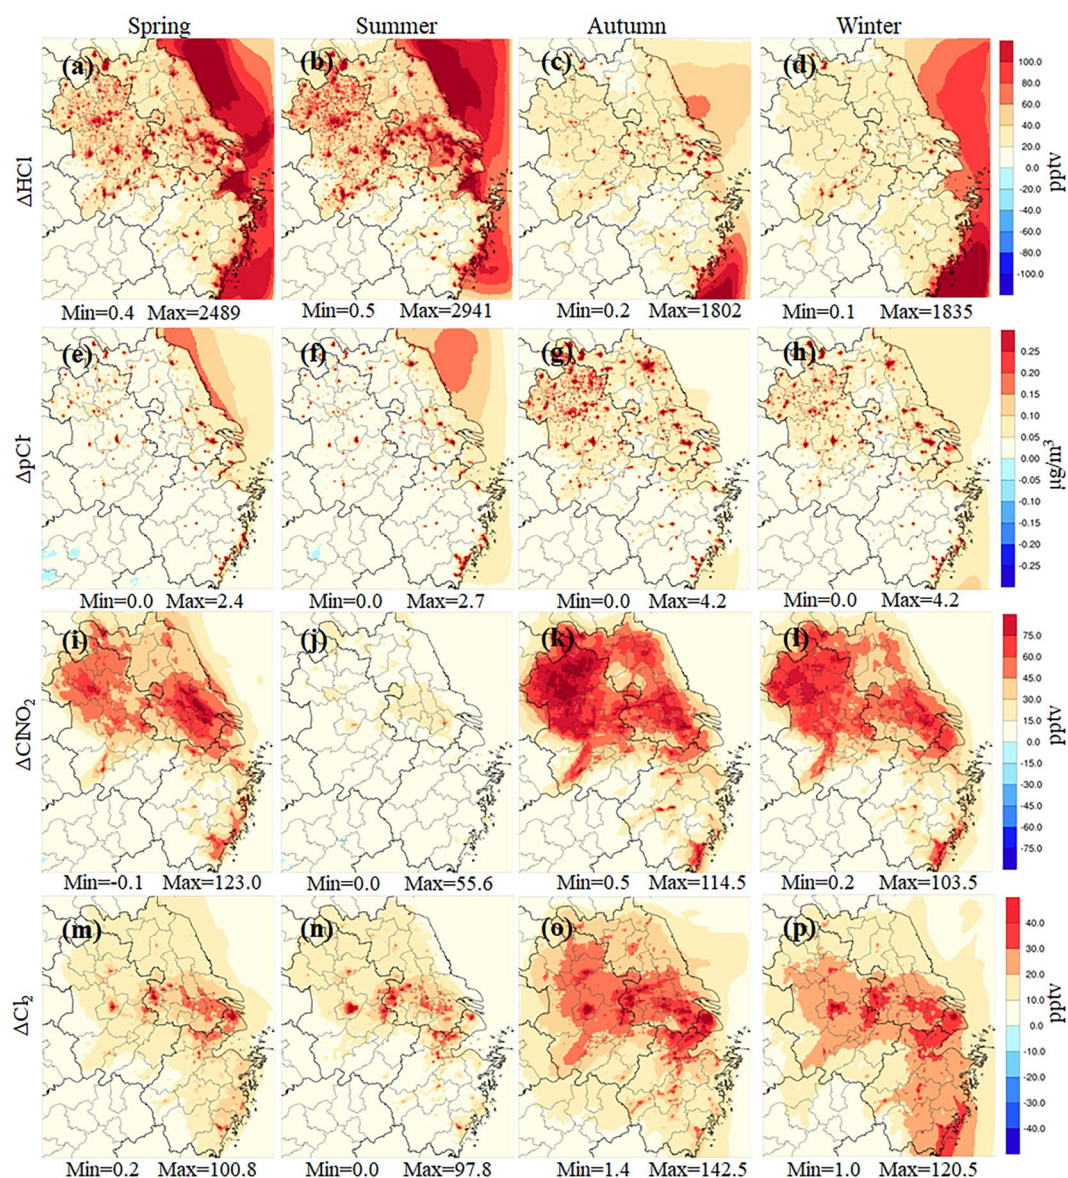 Spring Summer Autumn Winter
(a) (b) (c) (d)
ΔHCl
100.0
80.0
60.0
40.0
20.0
0.0
-20.0
-40.0
-60.0
-80.0
-100.0
pptv
Min=0.4 Max=2489 Min=0.5 Max=2941 Min=0.2 Max=1802 Min=0.1 Max=1835
(e) (f) (g) (h)
ΔpCl
0.25
0.20
0.15
0.10
0.05
0.00
-0.05
-0.10
-0.15
-0.20
-0.25
µg/m³
Min=0.0 Max=2.4 Min=0.0 Max=2.7 Min=0.0 Max=4.2 Min=0.0 Max=4.2
(i) (j) (k) (l)
ΔClNO₂
75.0
60.0
45.0
30.0
15.0
0.0
-15.0
-30.0
-45.0
-60.0
-75.0
pptv
Min=-0.1 Max=123.0 Min=0.0 Max=55.6 Min=0.5 Max=114.5 Min=0.2 Max=103.5
(m) (n) (o) (p)
ΔCl₂
40.0
30.0
20.0
10.0
0.0
-10.0
-20.0
-30.0
-40.0
pptv
Min=0.2 Max=100.8 Min=0.0 Max=97.8 Min=1.4 Max=142.5 Min=1.0 Max=120.5